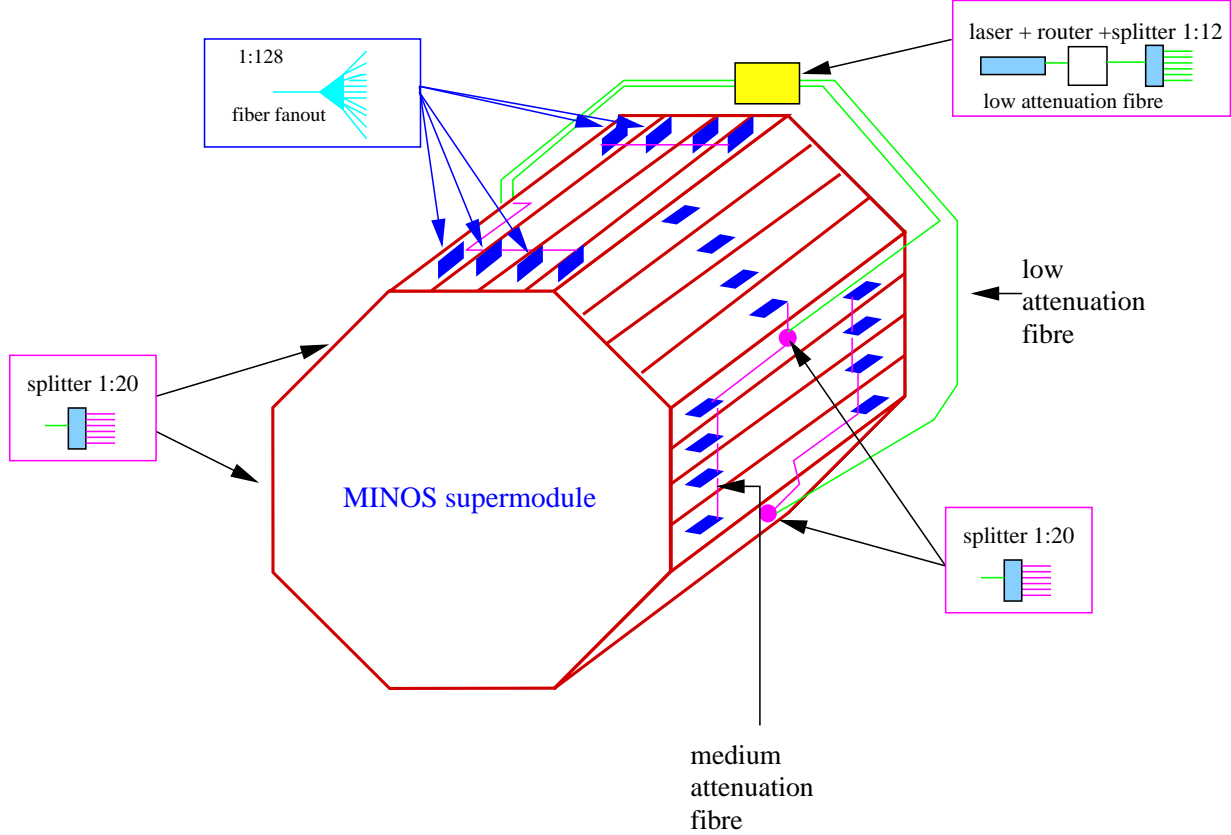 1:128
fiber fanout
laser + router +splitter 1:12
low attenuation fibre
low
attenuation
fibre
splitter 1:20
MINOS supermodule
splitter 1:20
medium
attenuation
fibre